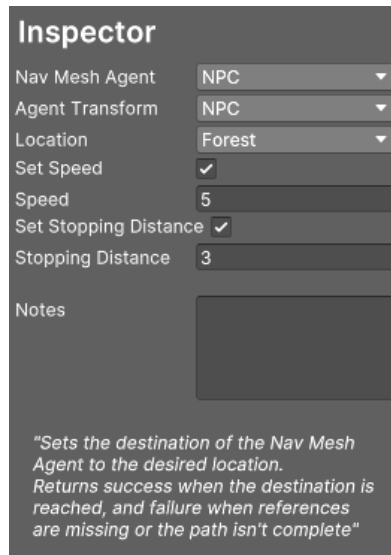 Inspector
Nav Mesh Agent NPC
Agent Transform NPC
Location Forest
Set Speed
Speed 5
Set Stopping Distance
Stopping Distance 3
Notes
"Sets the destination of the Nav Mesh
Agent to the desired location.
Returns success when the destination is
reached, and failure when references
are missing or the path isn't complete"